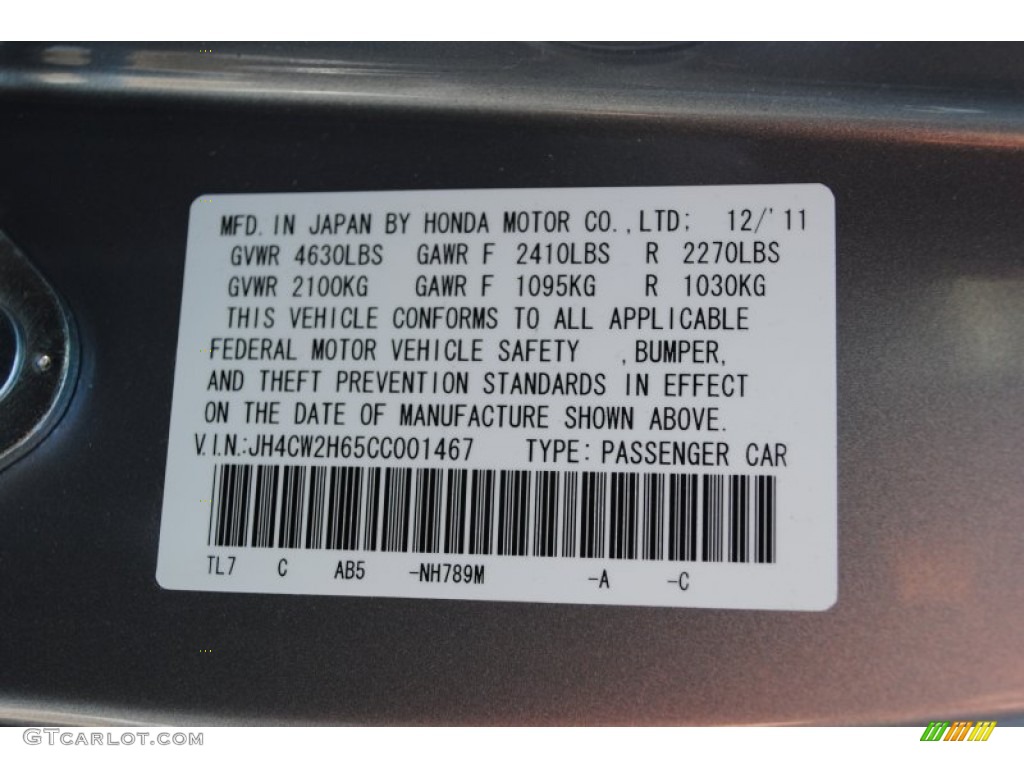 MFD. IN JAPAN BY HONDA MOTOR CO.,LTD: 12/'11
GVWR 4630LBS GAWR F 2410LBS R 2270LBS
GVWR 2100KG GAWR F 1095KG R 1030KG
THIS VEHICLE CONFORMS TO ALL APPLICABLE
FEDERAL MOTOR VEHICLE SAFETY ,BUMPER,
AND THEFT PREVENTION STANDARDS IN EFFECT
ON THE DATE OF MANUFACTURE SHOWN ABOVE.
V.I.N.:JH4CW2H65CC001467 TYPE: PASSENGER CAR
TL7 C AB5 -NH789M -A -C
GTCarlot.com